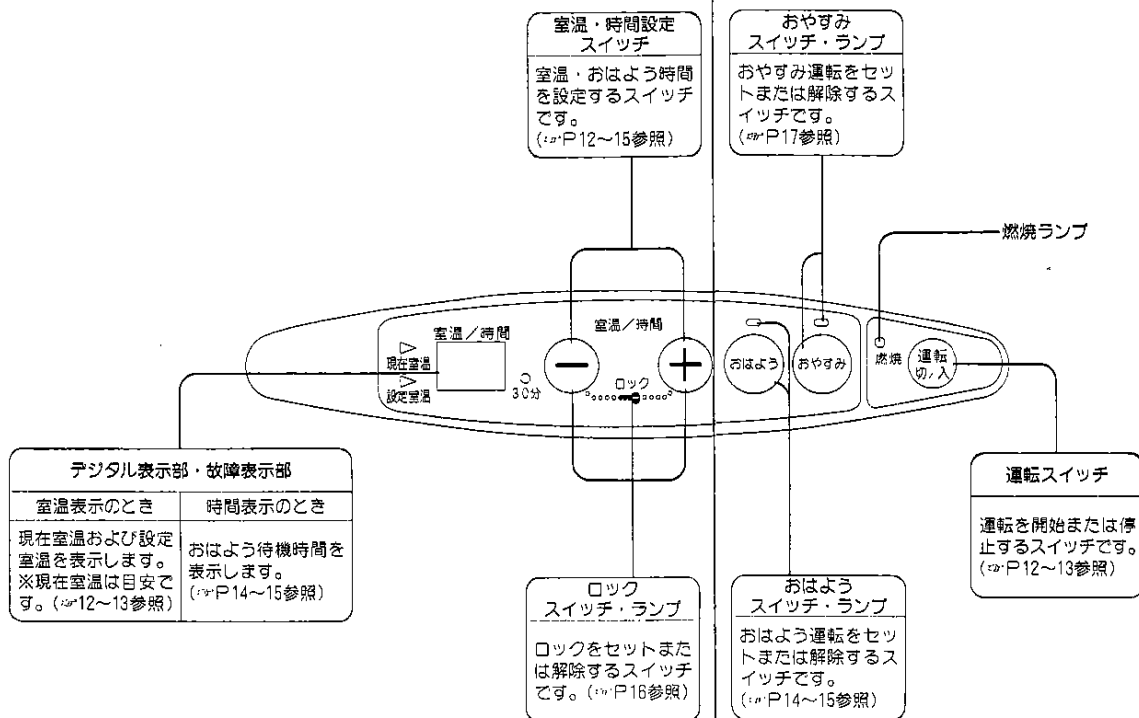 室温・時間設定
スイッチ
室温・おはよう時間
を設定するスイッチ
です。
(☞P12〜15参照)
おやすみ
スイッチ・ランプ
おやすみ運転をセッ
トまたは解除するス
イッチです。
(☞P17参照)
燃焼ランプ
室温/時間
現在室温
設定室温
30分
室温/時間
ロック
おはよう
おやすみ
燃焼
運転
切/入
デジタル表示部・故障表示部
室温表示のとき
現在室温および設定
室温を表示します。
※現在室温は目安で
す。(☞12〜13参照)
時間表示のとき
おはよう待機時間を
表示します。
(☞P14〜15参照)
ロック
スイッチ・ランプ
ロックをセットまた
は解除するスイッチ
です。(☞P16参照)
おはよう
スイッチ・ランプ
おはよう運転をセッ
トまたは解除するス
イッチです。
(☞P14〜15参照)
運転スイッチ
運転を開始または停
止するスイッチです。
(☞P12〜13参照)